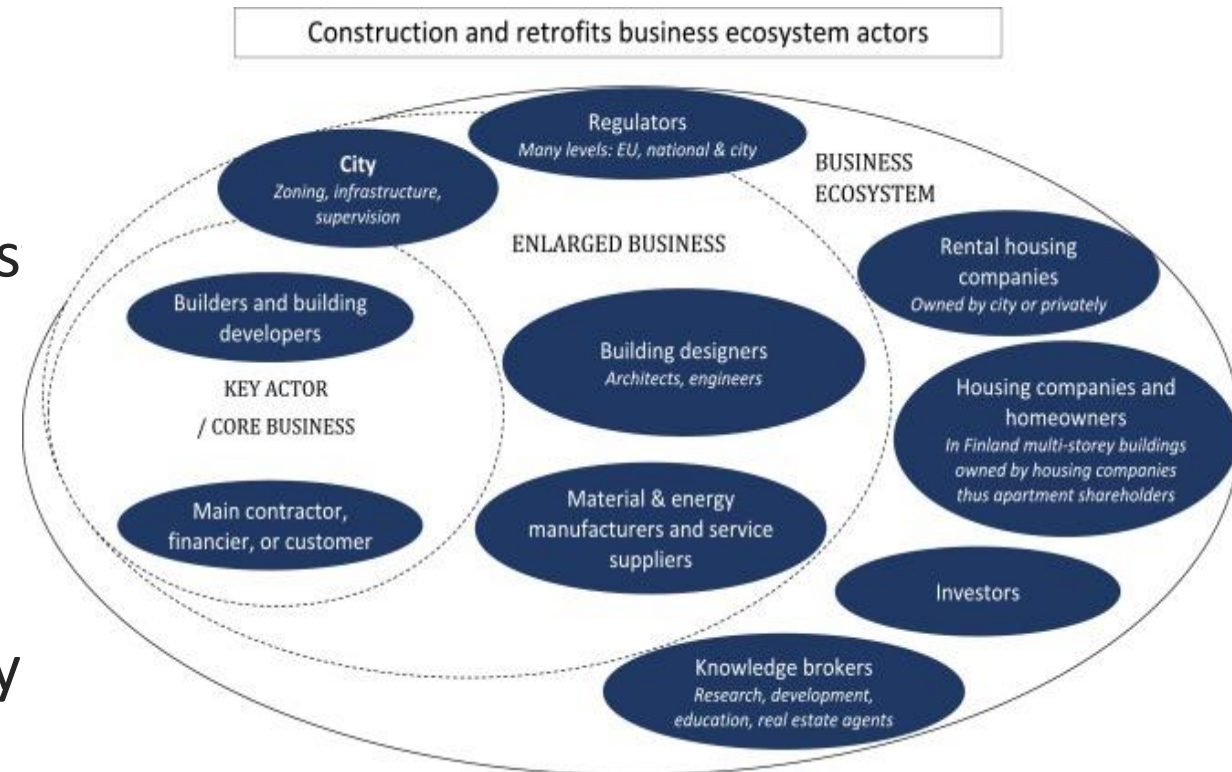 Construction and retrofits business ecosystem actors
Regulators
Many levels: EU, national & city
City
Zoning, infrastructure,
supervision
BUSINESS
ECOSYSTEM
ENLARGED BUSINESS
s
Rental housing
companies
Owned by city or privately
Builders and building
developers
Building designers
Architects, engineers
KEY ACTOR
/ CORE BUSINESS
Housing companies and
homeowners
In Finland multi-storey buildings
owned by housing companies
thus apartment shareholders
Main contractor,
financier, or customer
Material & energy
manufacturers and service
suppliers
Investors
y
Knowledge brokers
Research, development,
education, real estate agents